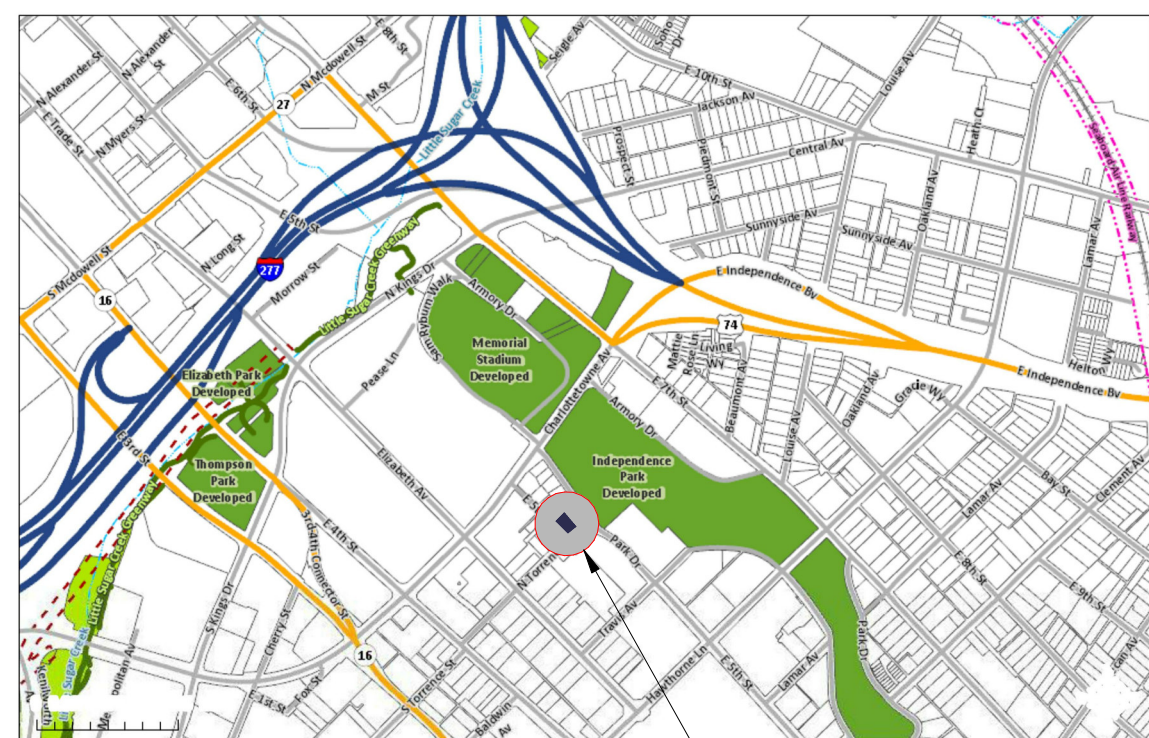 E 8th St
Seigle Av
Soho
Dr
N Alexander St
N Alexander
St
E 6th St
N Mcdowell St
M St
E 10th St
Louise Av
27
Jackson Av
E Trade St
N Myers St
Little Sugar Creek
Prospect St
Piedmont St
Central Av
Heath Ct
Seaboard Air Line Railway
Oakland Av
E 5th St
Sunnyside Av
Sunnyside Av
Lamar Av
N Long St
S Mcdowell St
277
Morrow St
Little Sugar Creek Greenway
N Kings Dr
Armory Dr
E Independence Bv
16
Sam Ryburn Walk
74
Memorial
Stadium
Developed
Mattie
Rose Ln
Living
Wy
Helton
Wy
E Independence Bv
Pease Ln
Elizabeth Park
Developed
Charlottetowne Av
E 7th St
Beaumont Av
Oakland Av
Gracie Wy
Armory Dr
Louise Av
E 3rd St
Thompson
Park
Developed
Elizabeth Av
Independence
Park
Developed
Lamar Av
Bay St
Clement Av
Little Sugar Creek Greenway
3rd-4th Connector St
E 4th St
Park Dr
E 8th St
E 9th St
S Kings Dr
Cherry St
Travis Av
16
Park Dr
Little Sugar Creek
Kenilworth
E 1st St
Fox St
S Torrence St
Hawthorne Ln
E 5th St
Lamar Av
Baldwin
Av